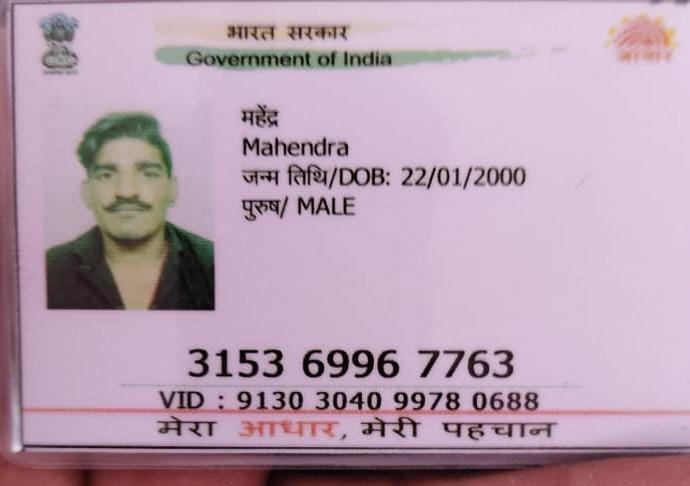 भारत सरकार
Government of India
आधार
महेंद्र
Mahendra
जन्म तिथि/DOB: 22/01/2000
पुरुष/ MALE
3153 6996 7763
VID : 9130 3040 9978 0688
मेरा आधार, मेरी पहचान